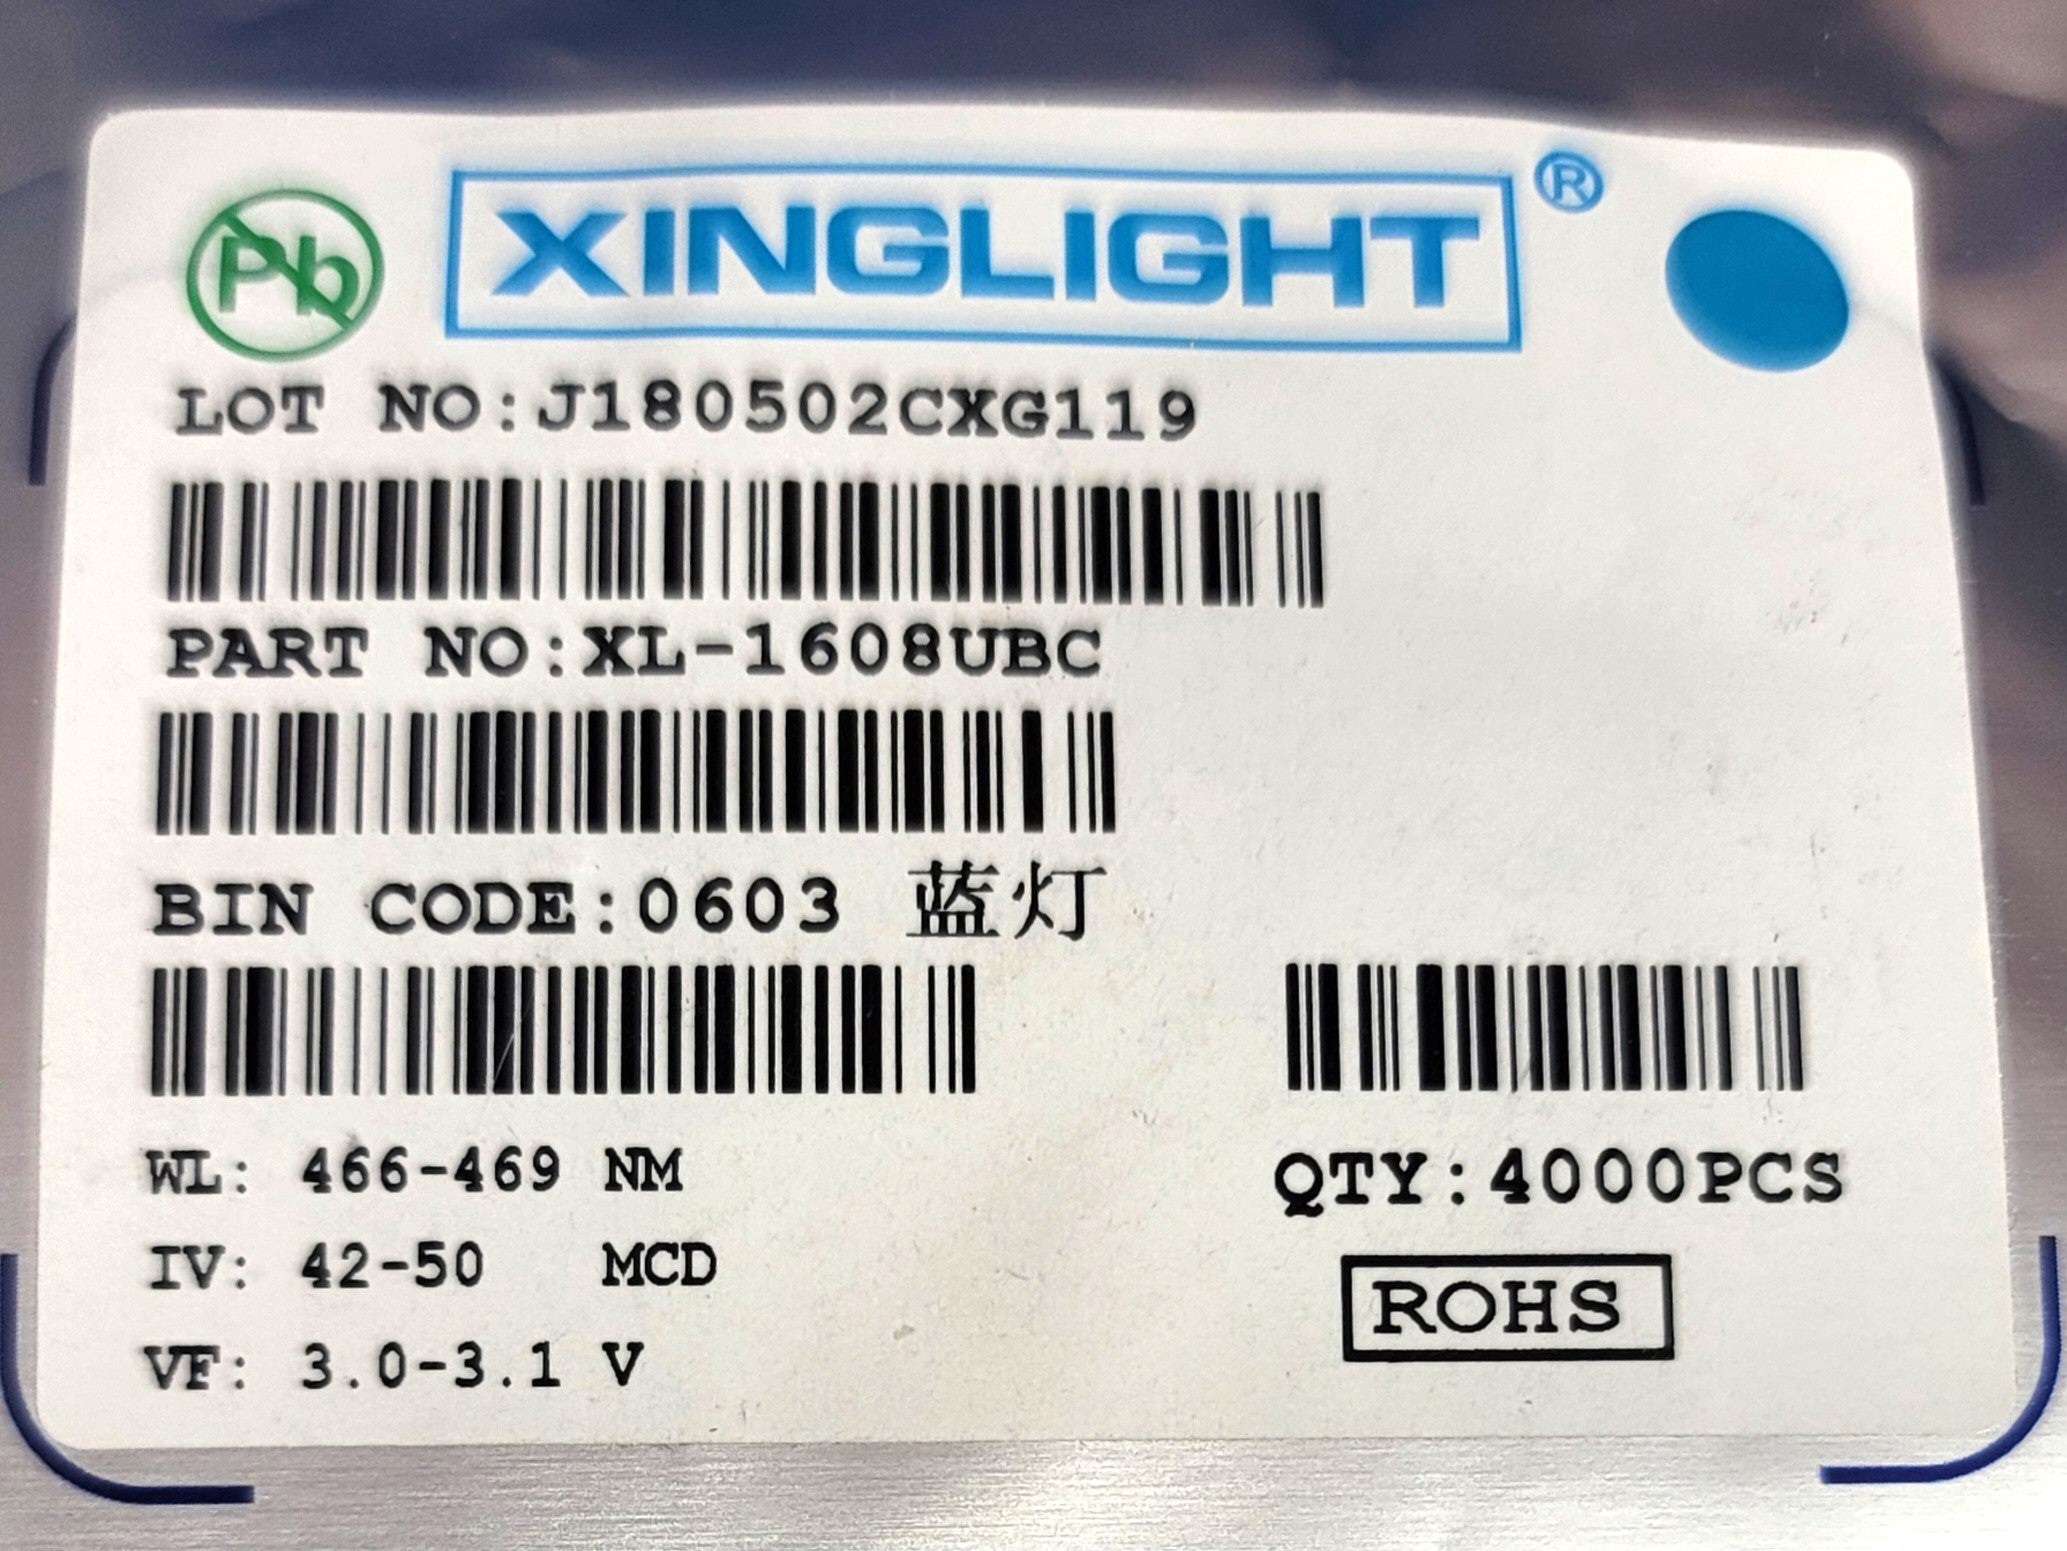 Pb
XINGLIGHT®
LOT NO:J180502CXG119
PART NO:XL-1608UBC
BIN CODE:0603 蓝灯
WL: 466-469 NM
QTY:4000PCS
IV: 42-50 MCD
ROHS
VF: 3.0-3.1 V